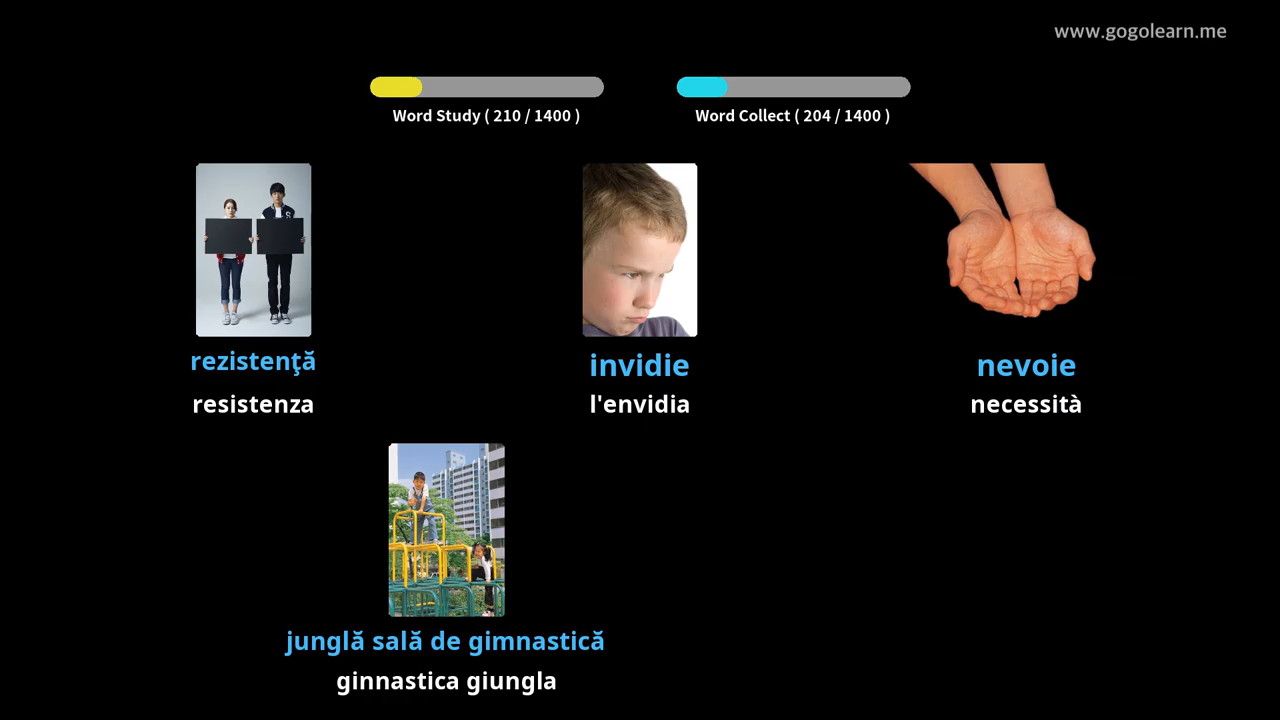 www.gogolearn.me
Word Study ( 210 / 1400 )
Word Collect ( 204 / 1400 )
rezistenţă
invidie
nevoie
resistenza
l'envidia
necessità
junglă sală de gimnastică
ginnastica giungla